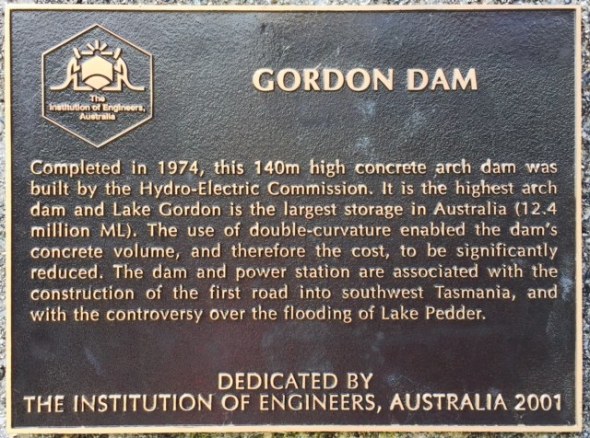 The
Institution of Engineers,
Australia
GORDON DAM
Completed in 1974, this 140m high concrete arch dam was
built by the Hydro-Electric Commission. It is the highest arch
dam and Lake Gordon is the largest storage in Australia (12.4
million ML). The use of double-curvature enabled the dam's
concrete volume, and therefore the cost, to be significantly
reduced. The dam and power station are associated with the
construction of the first road into southwest Tasmania, and
with the controversy over the flooding of Lake Pedder.
DEDICATED BY
THE INSTITUTION OF ENGINEERS, AUSTRALIA 2001